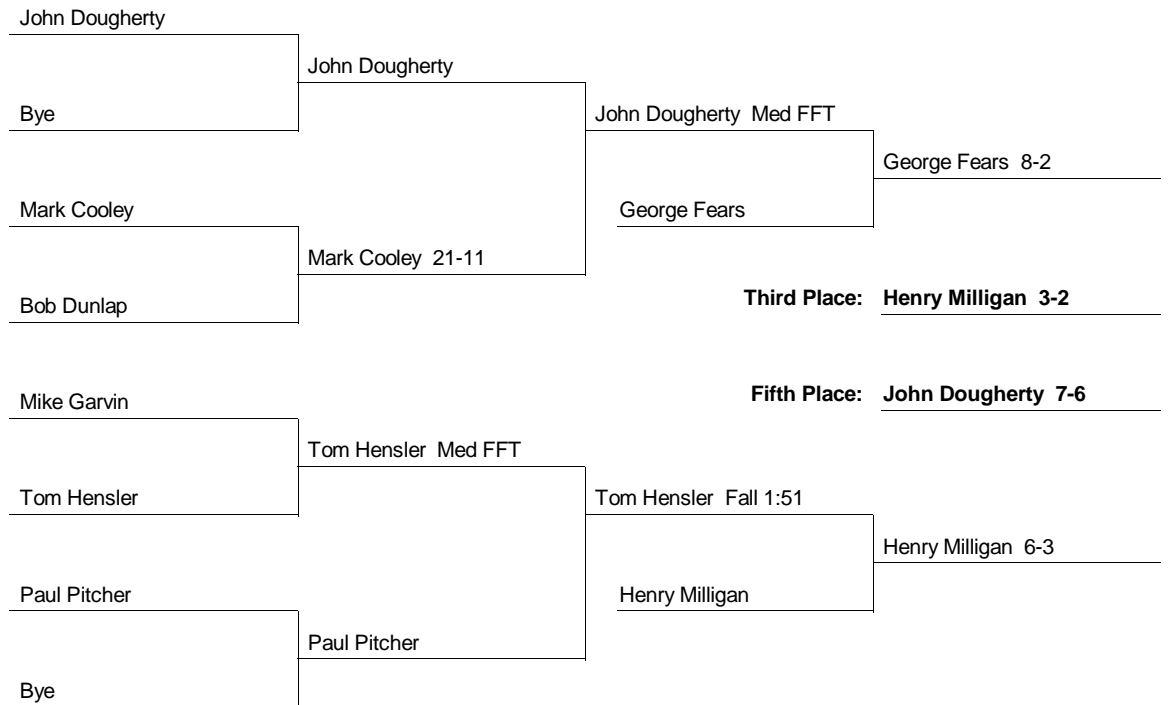 John Dougherty
John Dougherty
Bye
John Dougherty Med FFT
George Fears 8-2
Mark Cooley
George Fears
Mark Cooley 21-11
Bob Dunlap
Third Place: Henry Milligan 3-2
Mike Garvin
Fifth Place: John Dougherty 7-6
Tom Hensler Med FFT
Tom Hensler
Tom Hensler Fall 1:51
Henry Milligan 6-3
Paul Pitcher
Henry Milligan
Paul Pitcher
Bye